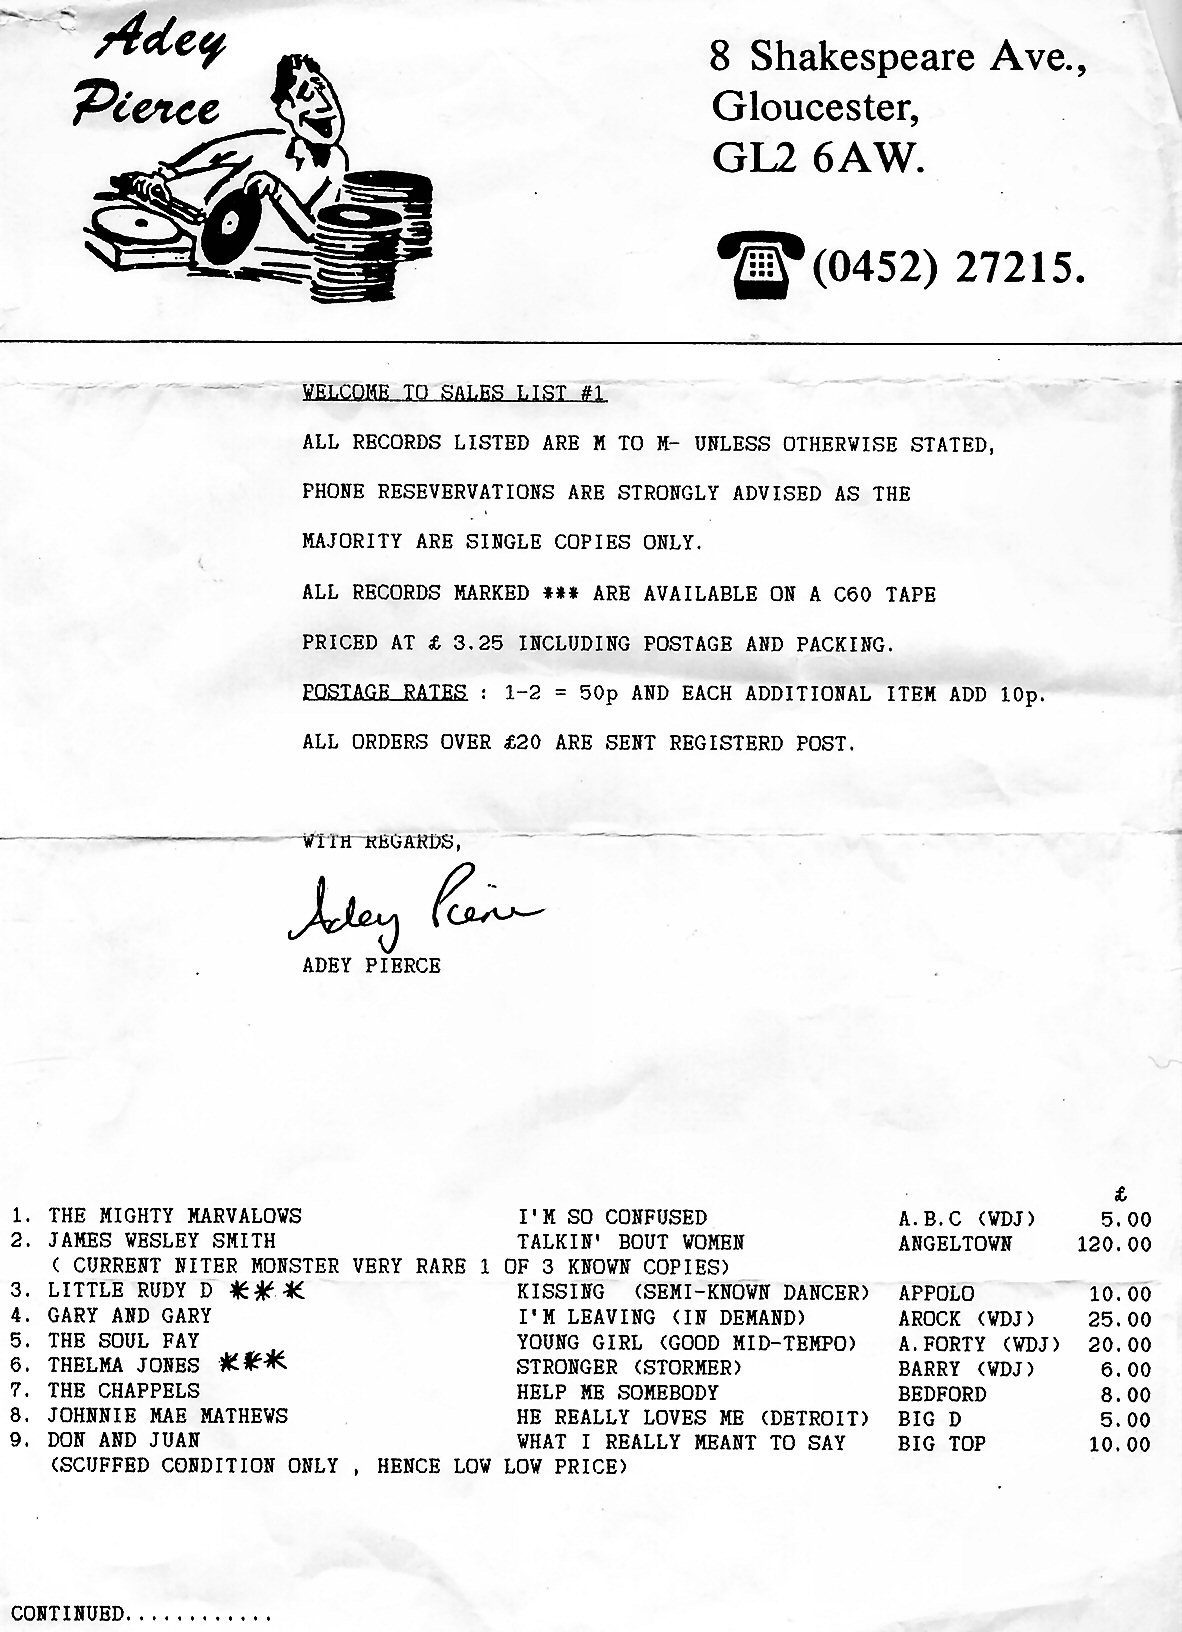 Adey
Pierce
8 Shakespeare Ave.,
Gloucester,
GL2 6AW.
(0452) 27215.
WELCOME TO SALES LIST #1
ALL RECORDS LISTED ARE M TO M- UNLESS OTHERWISE STATED,
PHONE RESEVERVATIONS ARE STRONGLY ADVISED AS THE
MAJORITY ARE SINGLE COPIES ONLY.
ALL RECORDS MARKED *** ARE AVAILABLE ON A C60 TAPE
PRICED AT £ 3.25 INCLUDING POSTAGE AND PACKING.
POSTAGE RATES : 1-2 = 50p AND EACH ADDITIONAL ITEM ADD 10p.
ALL ORDERS OVER £20 ARE SENT REGISTERD POST.
WITH REGARDS,
Adey Pierce
ADEY PIERCE
£
1. THE MIGHTY MARVALOWS I'M SO CONFUSED A.B.C (WDJ) 5.00
2. JAMES WESLEY SMITH TALKIN' BOUT WOMEN ANGELTOWN 120.00
( CURRENT NITER MONSTER VERY RARE 1 OF 3 KNOWN COPIES)
3. LITTLE RUDY D *** KISSING (SEMI-KNOWN DANCER) APPOLO 10.00
4. GARY AND GARY I'M LEAVING (IN DEMAND) AROCK (WDJ) 25.00
5. THE SOUL FAY YOUNG GIRL (GOOD MID-TEMPO) A.FORTY (WDJ) 20.00
6. THELMA JONES *** STRONGER (STORMER) BARRY (WDJ) 6.00
7. THE CHAPPELS HELP ME SOMEBODY BEDFORD 8.00
8. JOHNNIE MAE MATHEWS HE REALLY LOVES ME (DETROIT) BIG D 5.00
9. DON AND JUAN WHAT I REALLY MEANT TO SAY BIG TOP 10.00
(SCUFFED CONDITION ONLY , HENCE LOW LOW PRICE)
CONTINUED............